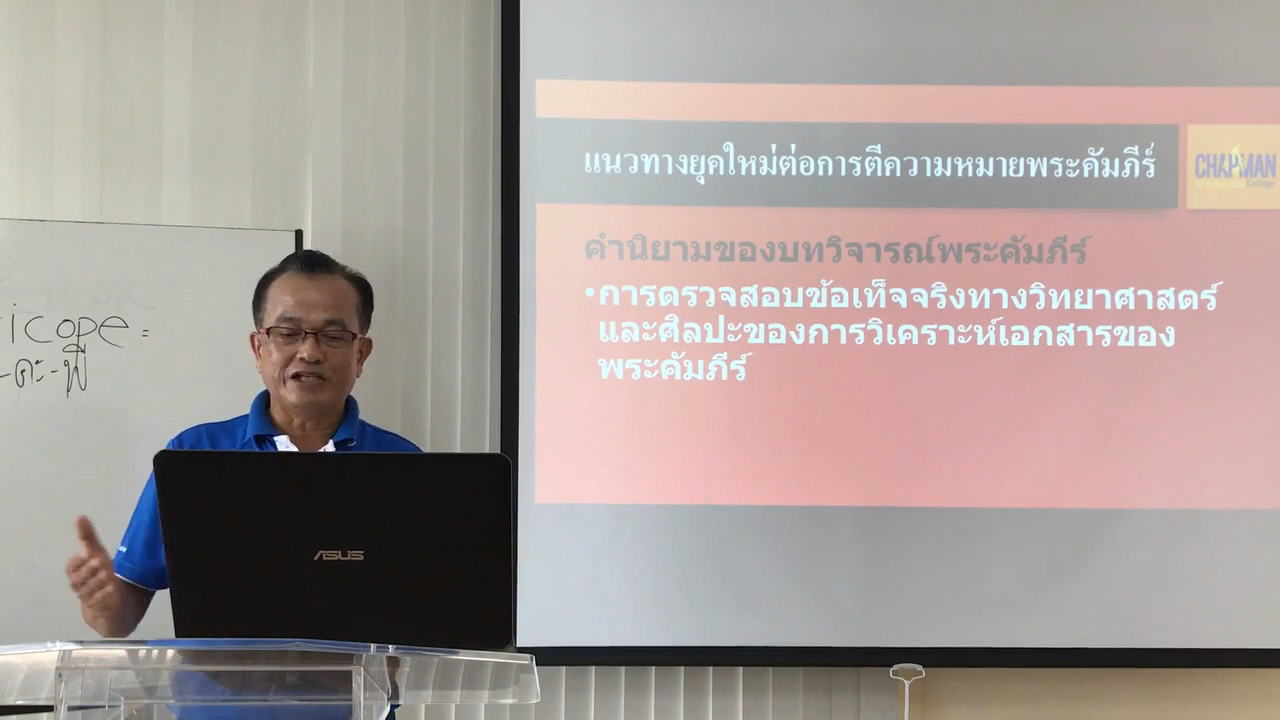 แนวทางยุคใหม่ต่อการตีความหมายพระคัมภีร์
CHAPMAN
คำนิยามของบทวิจารณ์พระคัมภีร์
•การตรวจสอบข้อเท็จจริงทางวิทยาศาสตร์
และศิลปะของการวิเคราะห์เอกสารของ
พระคัมภีร์
icope =
-คะ-พี
ASUS